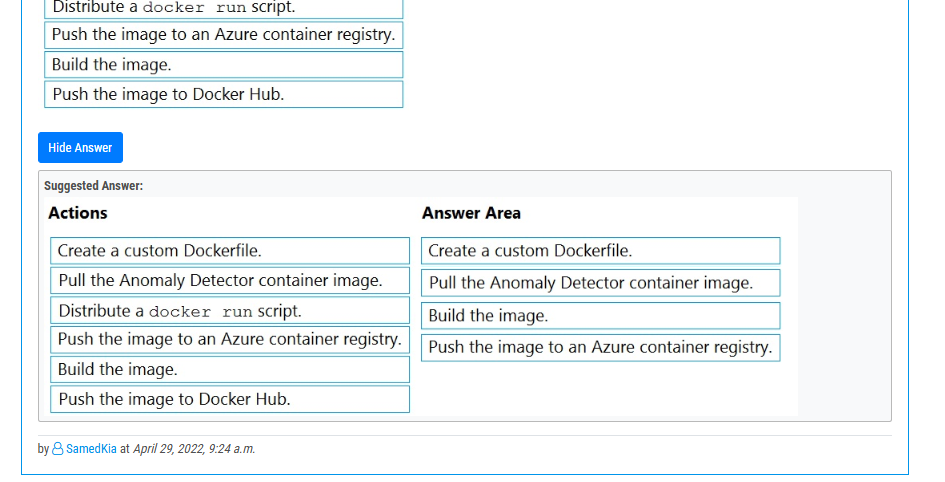 Distribute a docker run script.
Push the image to an Azure container registry.
Build the image.
Push the image to Docker Hub.
Hide Answer
Suggested Answer:
Actions
Answer Area
Create a custom Dockerfile.
Pull the Anomaly Detector container image.
Distribute a docker run script.
Push the image to an Azure container registry.
Build the image.
Push the image to Docker Hub.
Create a custom Dockerfile.
Pull the Anomaly Detector container image.
Build the image.
Push the image to an Azure container registry.
by SamedKia at April 29, 2022, 9:24 a.m.